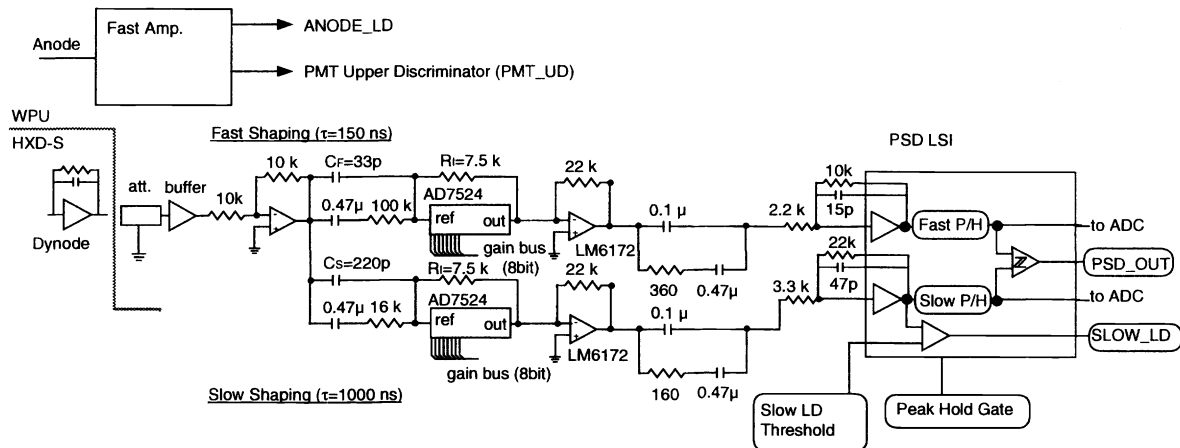 Fast Amp.
ANODE_LD
Anode
PMT Upper Discriminator (PMT_UD)
WPU
HXD-S
Fast Shaping (τ=150 ns)
PSD LSI
10 k
CF=33p
RI=7.5 k
22 k
10k
att.
buffer
10k
0.47μ
100 k
AD7524
ref
out
0.1 μ
2.2 k
15p
Fast P/H
to ADC
Dynode
gain bus
(8bit)
LM6172
22k
PSD_OUT
CS=220p
RI=7.5 k
22 k
360
0.47μ
3.3 k
47p
Slow P/H
to ADC
0.47μ
16 k
AD7524
ref
out
0.1 μ
SLOW_LD
gain bus (8bit)
LM6172
Slow Shaping (τ=1000 ns)
160
0.47μ
Slow LD
Threshold
Peak Hold Gate